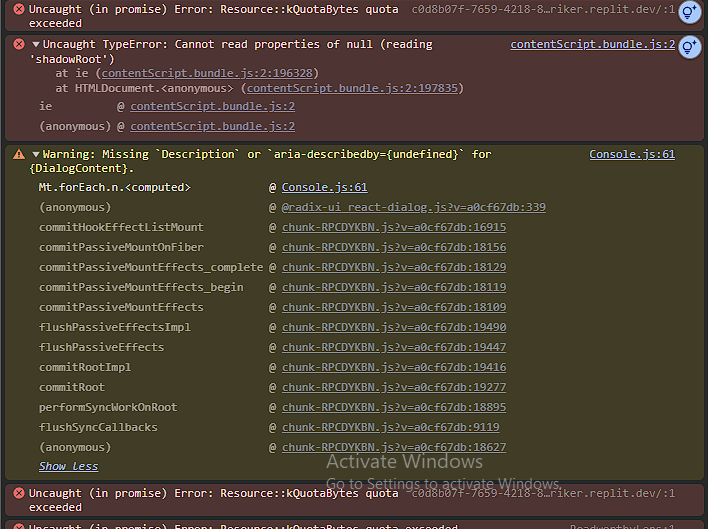 Uncaught (in promise) Error: Resource::kQuotaBytes quota c0d8b07f-7659-4218-8…riker.replit.dev/:1
exceeded
Uncaught TypeError: Cannot read properties of null (reading contentScript.bundle.js:2
'shadowRoot')
at ie (contentScript.bundle.js:2:196328)
at HTMLDocument.<anonymous> (contentScript.bundle.js:2:197835)
ie @ contentScript.bundle.js:2
(anonymous) @ contentScript.bundle.js:2
Warning: Missing `Description` or `aria-describedby={undefined}` for Console.js:61
{DialogContent}.
Mt.forEach.n.<computed> @ Console.js:61
(anonymous) @ @radix-ui_react-dialog.js?v=a0cf67db:339
commitHookEffectListMount @ chunk-RPCDYKBN.js?v=a0cf67db:16915
commitPassiveMountOnFiber @ chunk-RPCDYKBN.js?v=a0cf67db:18156
commitPassiveMountEffects_complete @ chunk-RPCDYKBN.js?v=a0cf67db:18129
commitPassiveMountEffects_begin @ chunk-RPCDYKBN.js?v=a0cf67db:18119
commitPassiveMountEffects @ chunk-RPCDYKBN.js?v=a0cf67db:18109
flushPassiveEffectsImpl @ chunk-RPCDYKBN.js?v=a0cf67db:19490
flushPassiveEffects @ chunk-RPCDYKBN.js?v=a0cf67db:19447
commitRootImpl @ chunk-RPCDYKBN.js?v=a0cf67db:19416
commitRoot @ chunk-RPCDYKBN.js?v=a0cf67db:19277
performSyncWorkOnRoot @ chunk-RPCDYKBN.js?v=a0cf67db:18895
flushSyncCallbacks @ chunk-RPCDYKBN.js?v=a0cf67db:9119
(anonymous) @ chunk-RPCDYKBN.js?v=a0cf67db:18627
Show less
Activate Windows
Go to Settings to activate Windows.
Uncaught (in promise) Error: Resource::kQuotaBytes quota c0d8b07f-7659-4218-8…riker.replit.dev/:1
exceeded
Uncaught (in promise) Error: Resource::kQuotaBytes quota exceeded